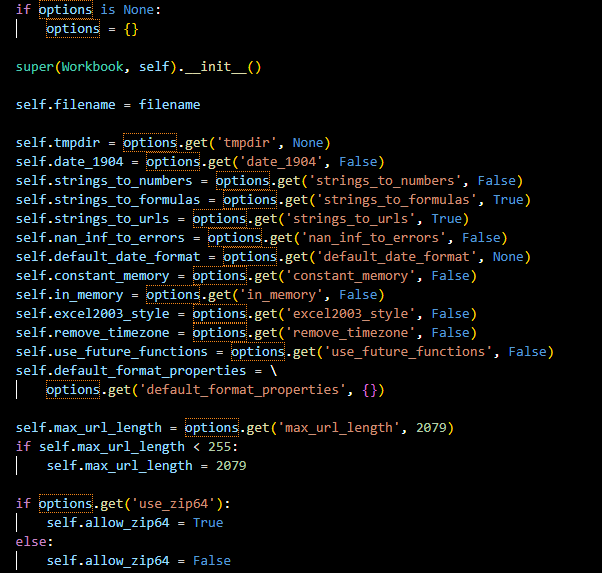 if options is None:
    options = {}

super(Workbook, self).__init__()

self.filename = filename

self.tmpdir = options.get('tmpdir', None)
self.date_1904 = options.get('date_1904', False)
self.strings_to_numbers = options.get('strings_to_numbers', False)
self.strings_to_formulas = options.get('strings_to_formulas', True)
self.strings_to_urls = options.get('strings_to_urls', True)
self.nan_inf_to_errors = options.get('nan_inf_to_errors', False)
self.default_date_format = options.get('default_date_format', None)
self.constant_memory = options.get('constant_memory', False)
self.in_memory = options.get('in_memory', False)
self.excel2003_style = options.get('excel2003_style', False)
self.remove_timezone = options.get('remove_timezone', False)
self.use_future_functions = options.get('use_future_functions', False)
self.default_format_properties = \
    options.get('default_format_properties', {})

self.max_url_length = options.get('max_url_length', 2079)
if self.max_url_length < 255:
    self.max_url_length = 2079

if options.get('use_zip64'):
    self.allow_zip64 = True
else:
    self.allow_zip64 = False